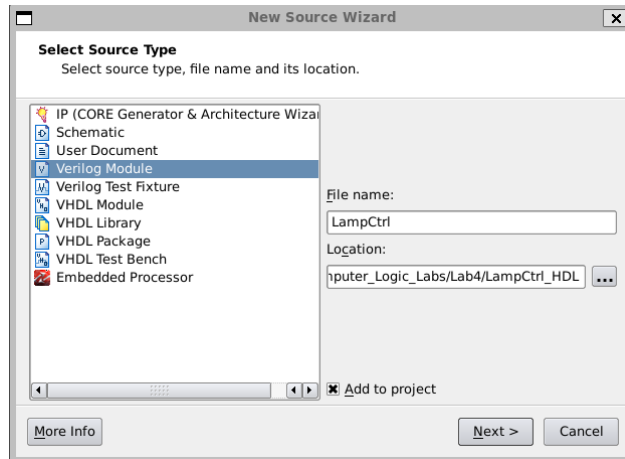 New Source Wizard
Select Source Type
Select source type, file name and its location.
IP (CORE Generator & Architecture Wizar
Schematic
User Document
Verilog Module
Verilog Test Fixture
VHDL Module
VHDL Library
VHDL Package
VHDL Test Bench
Embedded Processor
File name:
LampCtrl
Location:
nputer_Logic_Labs/Lab4/LampCtrl_HDL
...
Add to project
More Info
Next >
Cancel